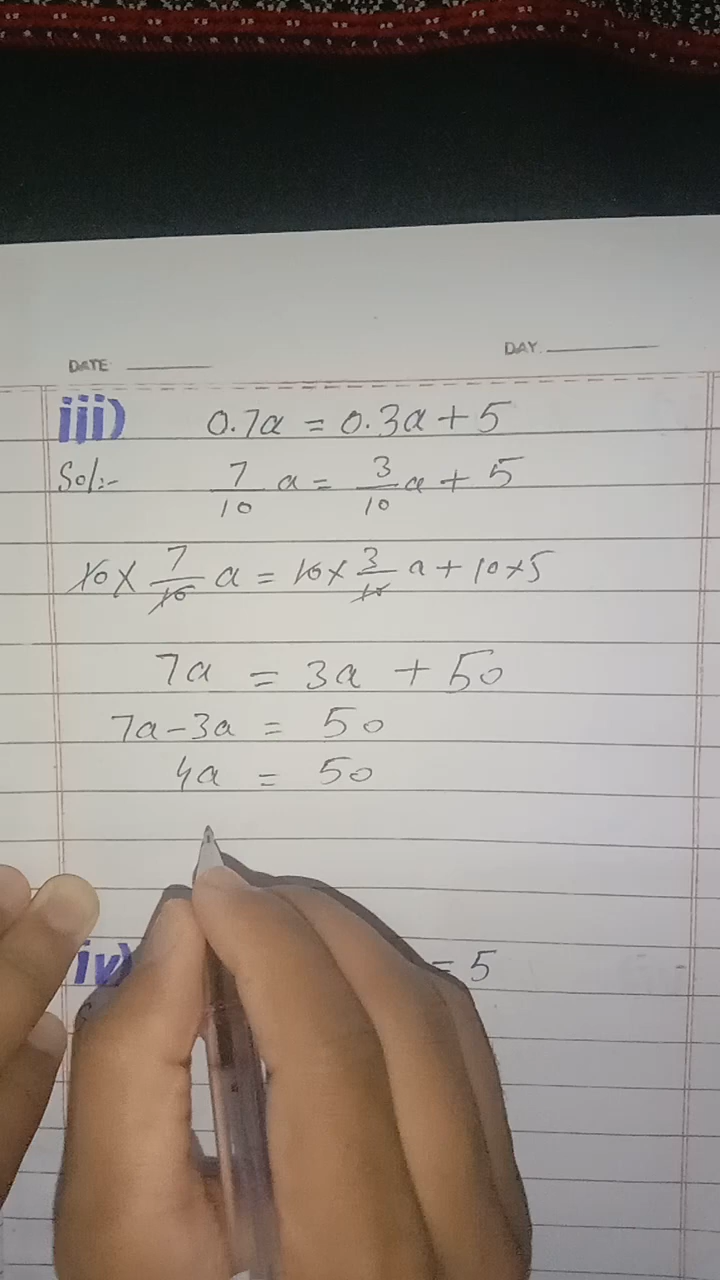 DATE DAY
iii) 0.7a = 0.3a + 5
Sol:- 7/10 a = 3/10 a + 5
10 × 7/10 a = 10 × 3/10 a + 10 × 5
7a = 3a + 50
7a - 3a = 50
4a = 50
iv) = 5